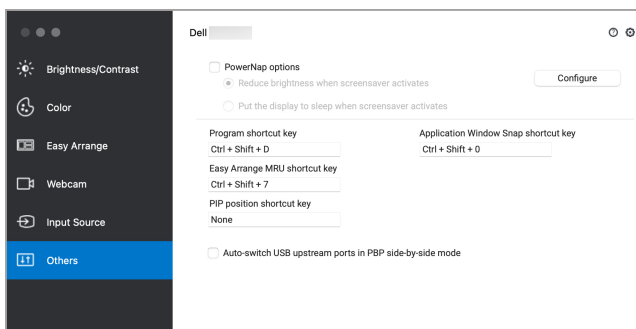 Dell
Brightness/Contrast
Color
Easy Arrange
Webcam
Input Source
Others
PowerNap options
Reduce brightness when screensaver activates
Put the display to sleep when screensaver activates
Configure
Program shortcut key
Ctrl + Shift + D
Application Window Snap shortcut key
Ctrl + Shift + 0
Easy Arrange MRU shortcut key
Ctrl + Shift + 7
PIP position shortcut key
None
Auto-switch USB upstream ports in PBP side-by-side mode